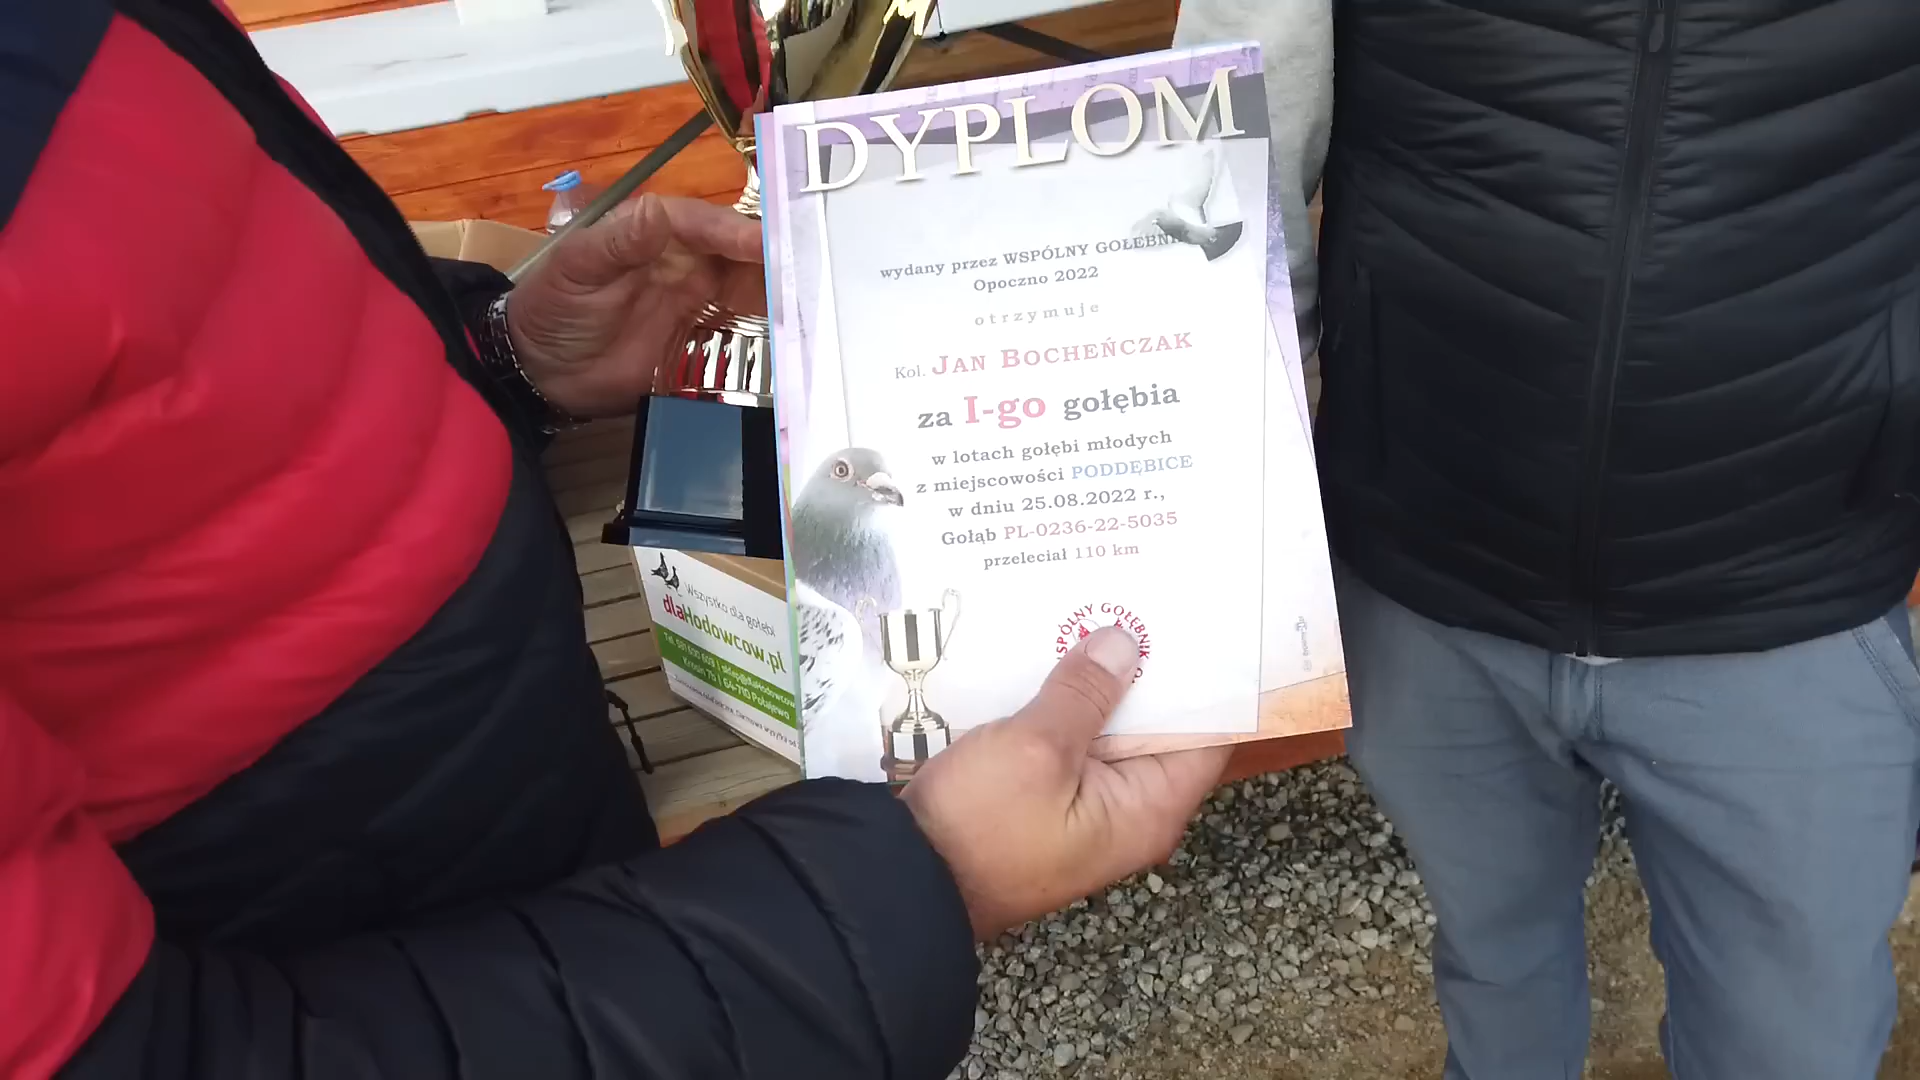 DYPLOM
wydany przez WSPÓLNY GOŁĘBNIK
Opoczno 2022
otrzymuje
Kol. JAN BOCHEŃCZAK
za I-go gołębia
w lotach gołębi młodych
z miejscowości PODDĘBICE
w dniu 25.08.2022 r.,
Gołąb PL-0236-22-5035
przeleciał 110 km
WSPÓLNY GOŁĘBNIK
Wszystko dla gołębi
dlaHodowcow.pl